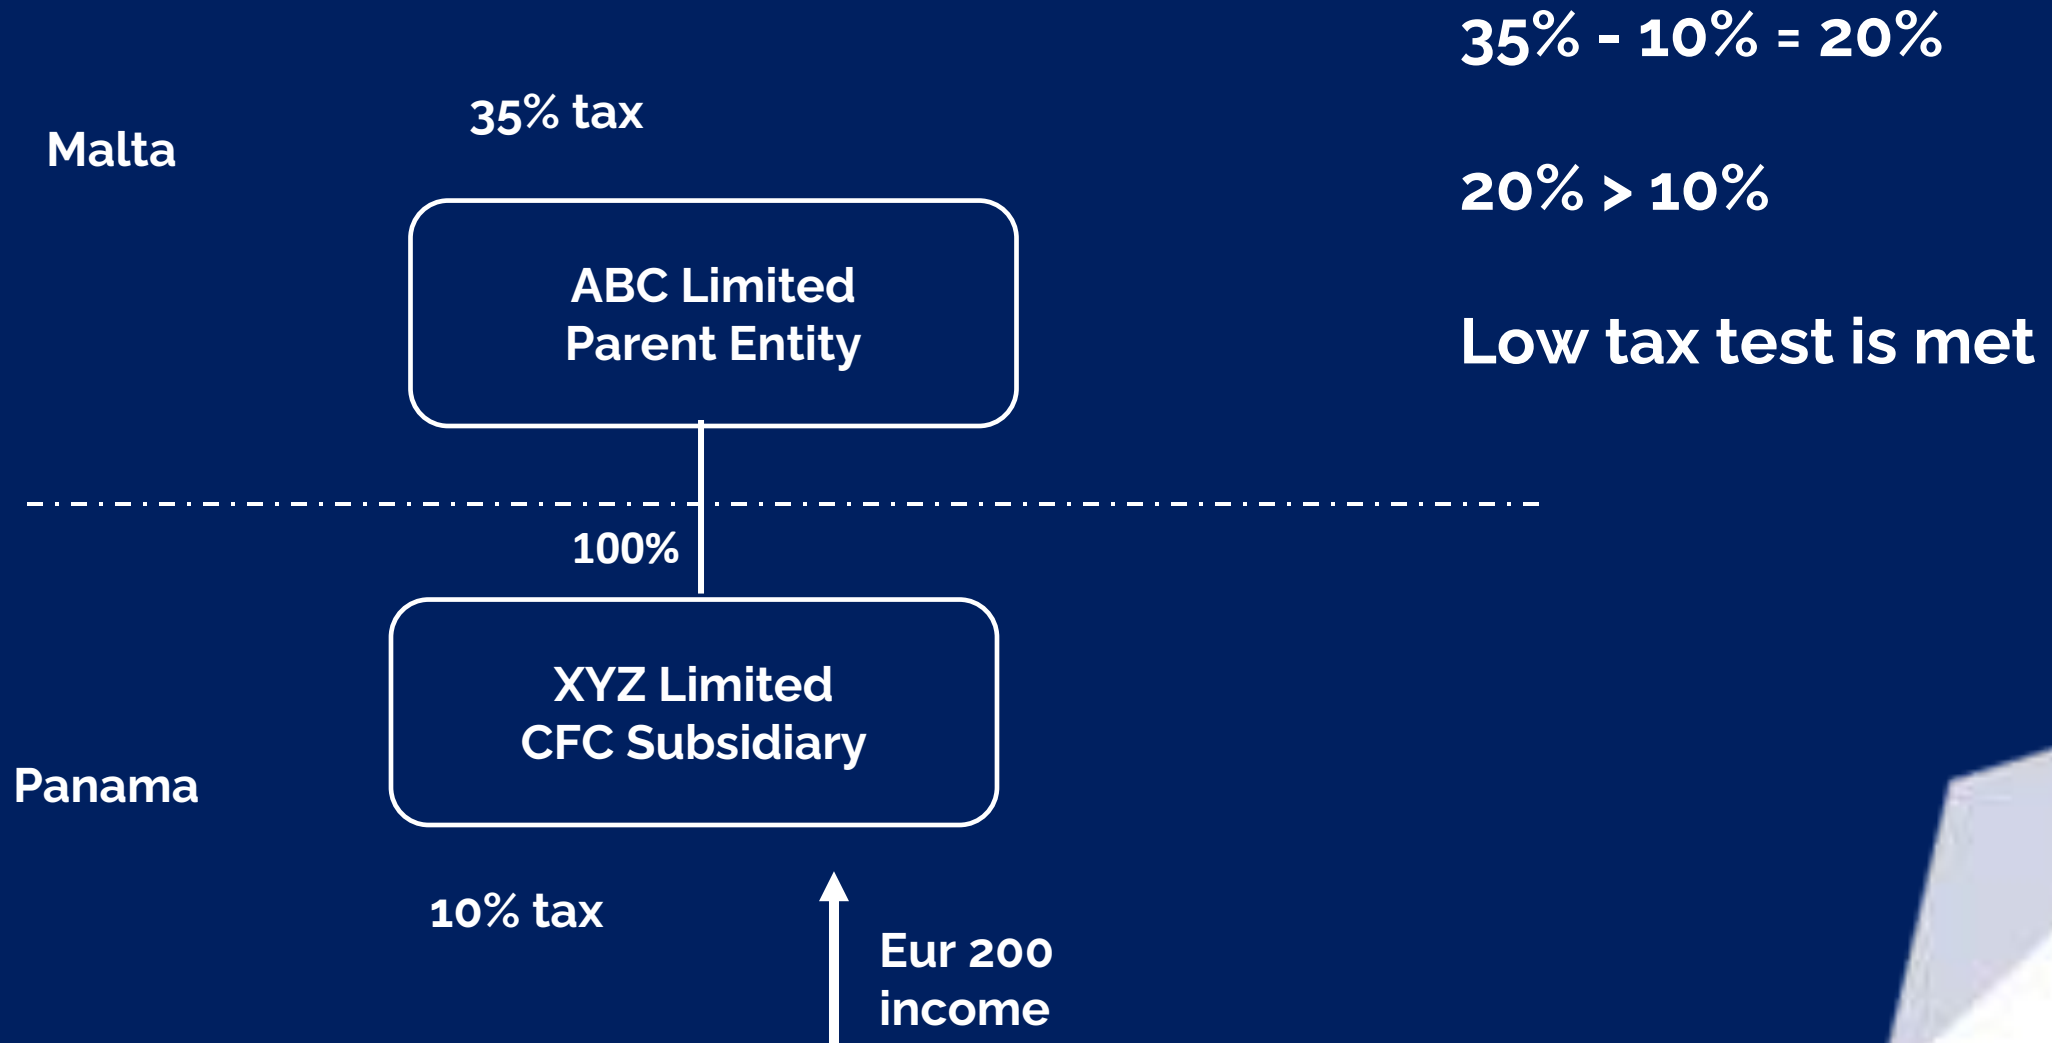 35% - 10% = 20%
35% tax
Malta
20% > 10%
ABC Limited
Parent Entity
Low tax test is met
100%
XYZ Limited
CFC Subsidiary
Panama
10% tax
Eur 200
income